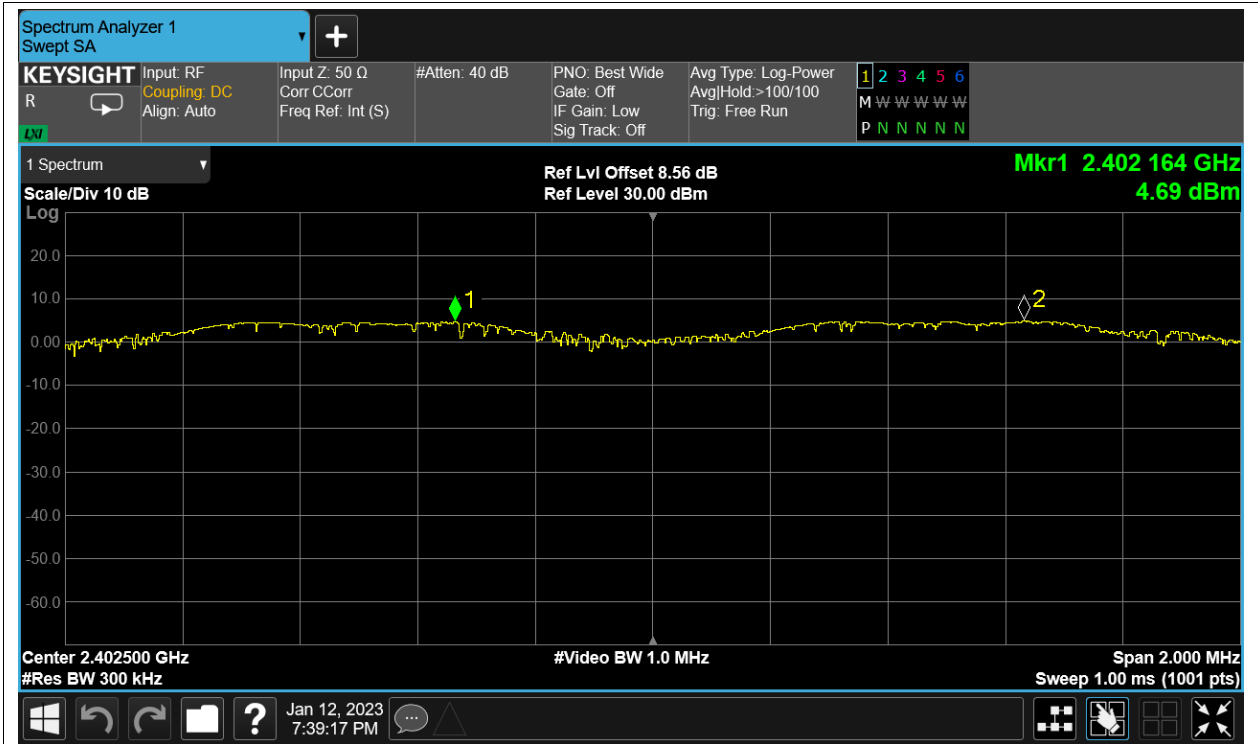 Spectrum Analyzer 1
Swept SA
KEYSIGHT
R
LXI
Input: RF
Coupling: DC
Align: Auto
Input Z: 50 Ω
Corr CCorr
Freq Ref: Int (S)
#Atten: 40 dB
PNO: Best Wide
Gate: Off
IF Gain: Low
Sig Track: Off
Avg Type: Log-Power
Avg|Hold:>100/100
Trig: Free Run
1 2 3 4 5 6
M W W W W W
P N N N N N
1 Spectrum
Scale/Div 10 dB
Ref Lvl Offset 8.56 dB
Ref Level 30.00 dBm
Mkr1 2.402 164 GHz
4.69 dBm
Log
20.0
10.0
0.00
-10.0
-20.0
-30.0
-40.0
-50.0
-60.0
1
2
Center 2.402500 GHz
#Video BW 1.0 MHz
Span 2.000 MHz
#Res BW 300 kHz
Sweep 1.00 ms (1001 pts)
?
Jan 12, 2023
7:39:17 PM